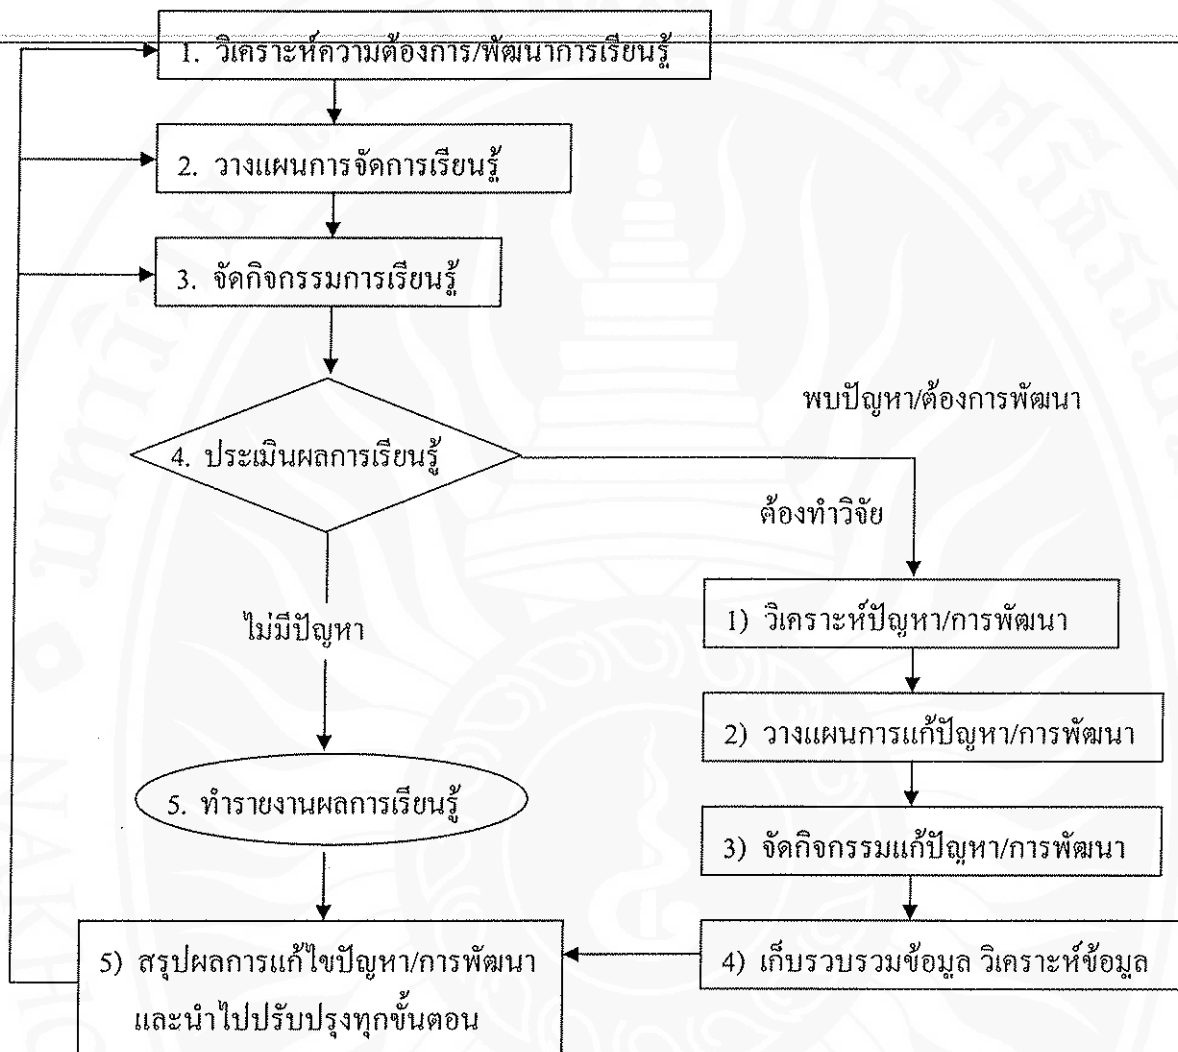 1. วิเคราะห์ความต้องการ/พัฒนาการเรียนรู้
2. วางแผนการจัดการเรียนรู้
3. จัดกิจกรรมการเรียนรู้
พบปัญหา/ต้องการพัฒนา
4. ประเมินผลการเรียนรู้
ต้องทำวิจัย
1) วิเคราะห์ปัญหา/การพัฒนา
ไม่มีปัญหา
2) วางแผนการแก้ปัญหา/การพัฒนา
5. ทำรายงานผลการเรียนรู้
3) จัดกิจกรรมแก้ปัญหา/การพัฒนา
4) เก็บรวบรวมข้อมูล วิเคราะห์ข้อมูล
5) สรุปผลการแก้ไขปัญหา/การพัฒนา
และนำไปปรับปรุงทุกขั้นตอน